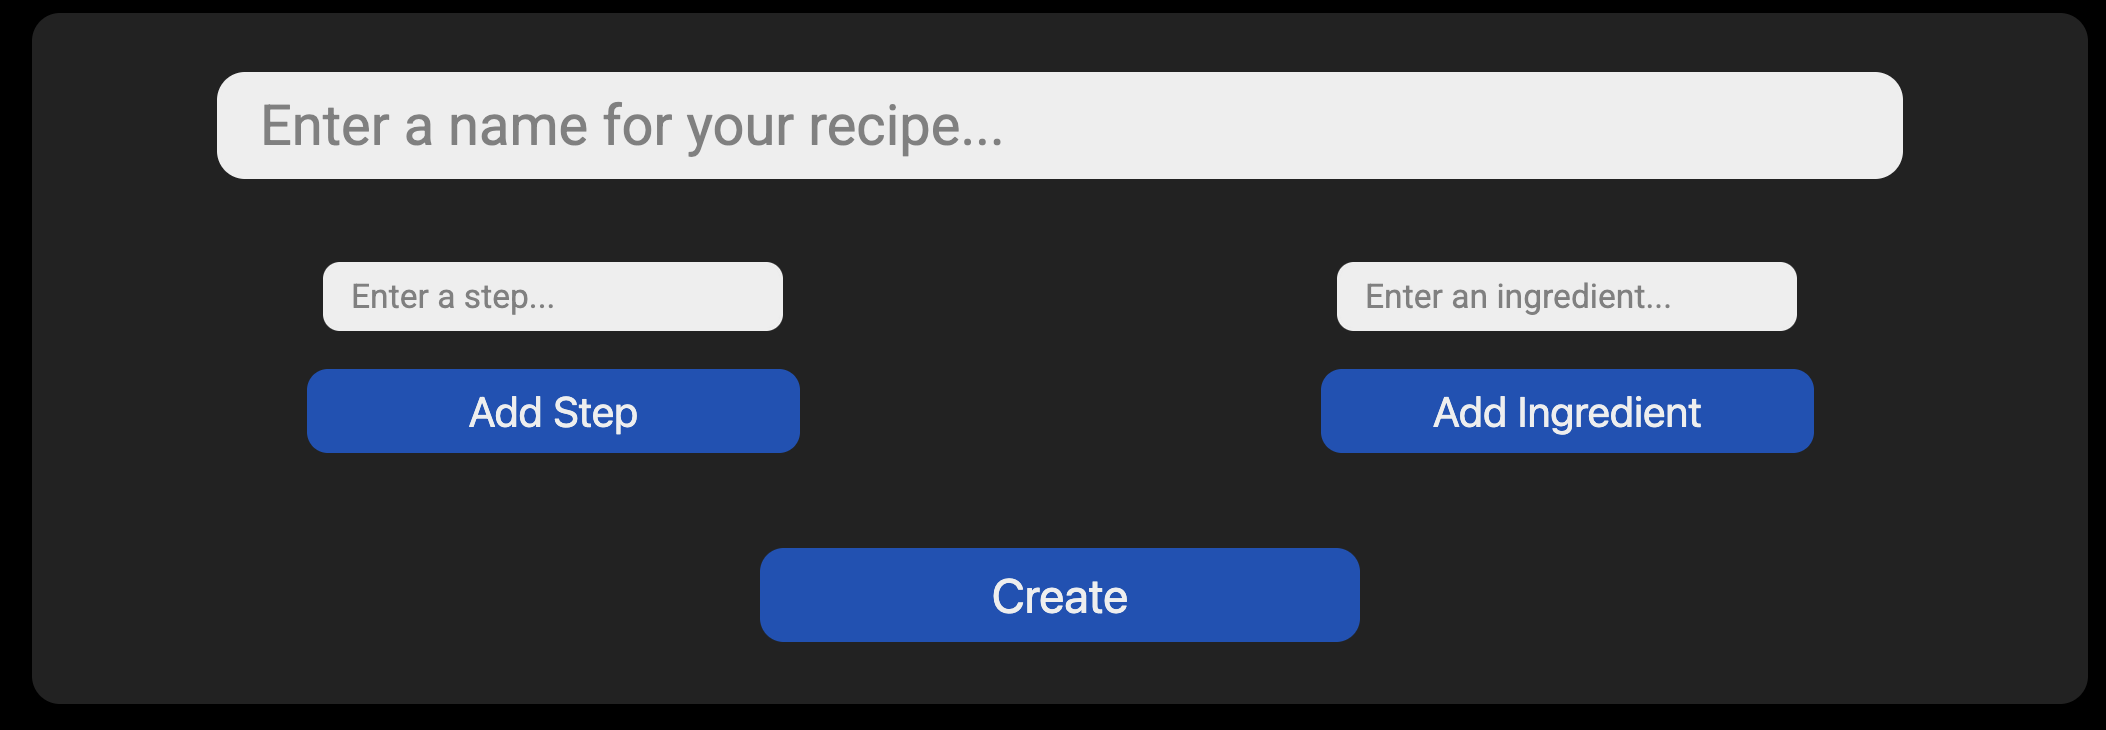 Enter a name for your recipe...
Enter a step...
Enter an ingredient...
Add Step
Add Ingredient
Create